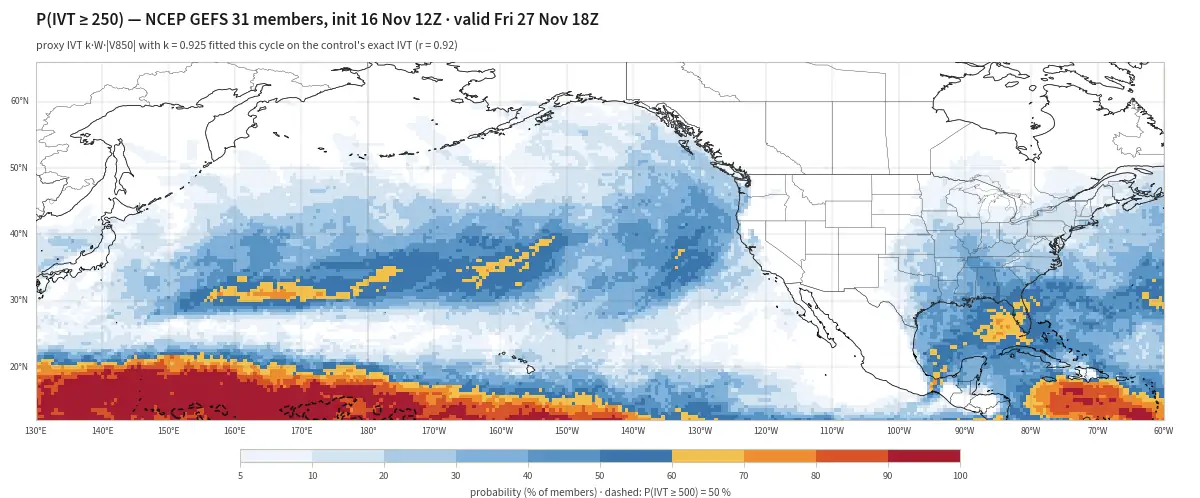 P(IVT ≥ 250) — NCEP GEFS 31 members, init 16 Nov 12Z · valid Fri 27 Nov 18Z
proxy IVT k·W·|V850| with k = 0.925 fitted this cycle on the control's exact IVT (r = 0.92)
60°N
50°N
40°N
30°N
20°N
130°E 140°E 150°E 160°E 170°E 180° 170°W 160°W 150°W 140°W 130°W 120°W 110°W 100°W 90°W 80°W 70°W 60°W
5 10 20 30 40 50 60 70 80 90 100
probability (% of members) · dashed: P(IVT ≥ 500) = 50 %